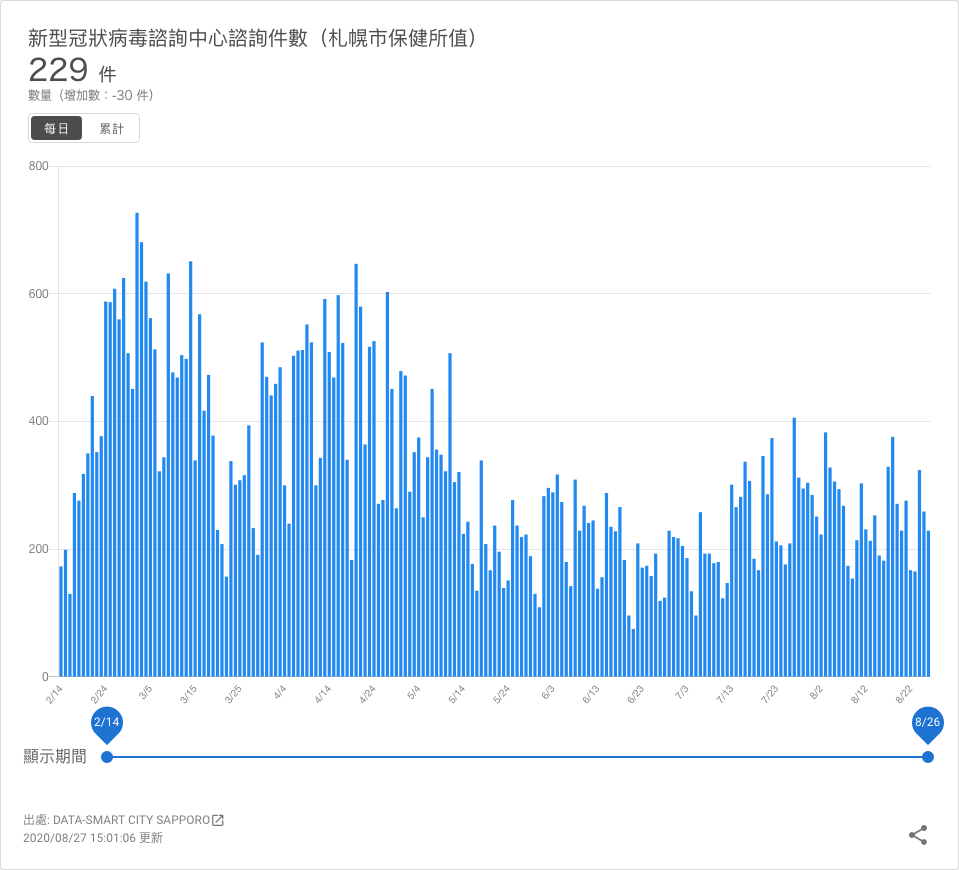 新型冠狀病毒諮詢中心諮詢件數（札幌市保健所值）
229 件
數量（增加數：-30 件）
每日 累計
800
600
400
200
0
2/14 2/24 3/5 3/15 3/25 4/4 4/14 4/24 5/4 5/14 5/24 6/3 6/13 6/23 7/3 7/13 7/23 8/2 8/12 8/22
2/14 8/26
顯示期間
出處: DATA-SMART CITY SAPPORO
2020/08/27 15:01:06 更新